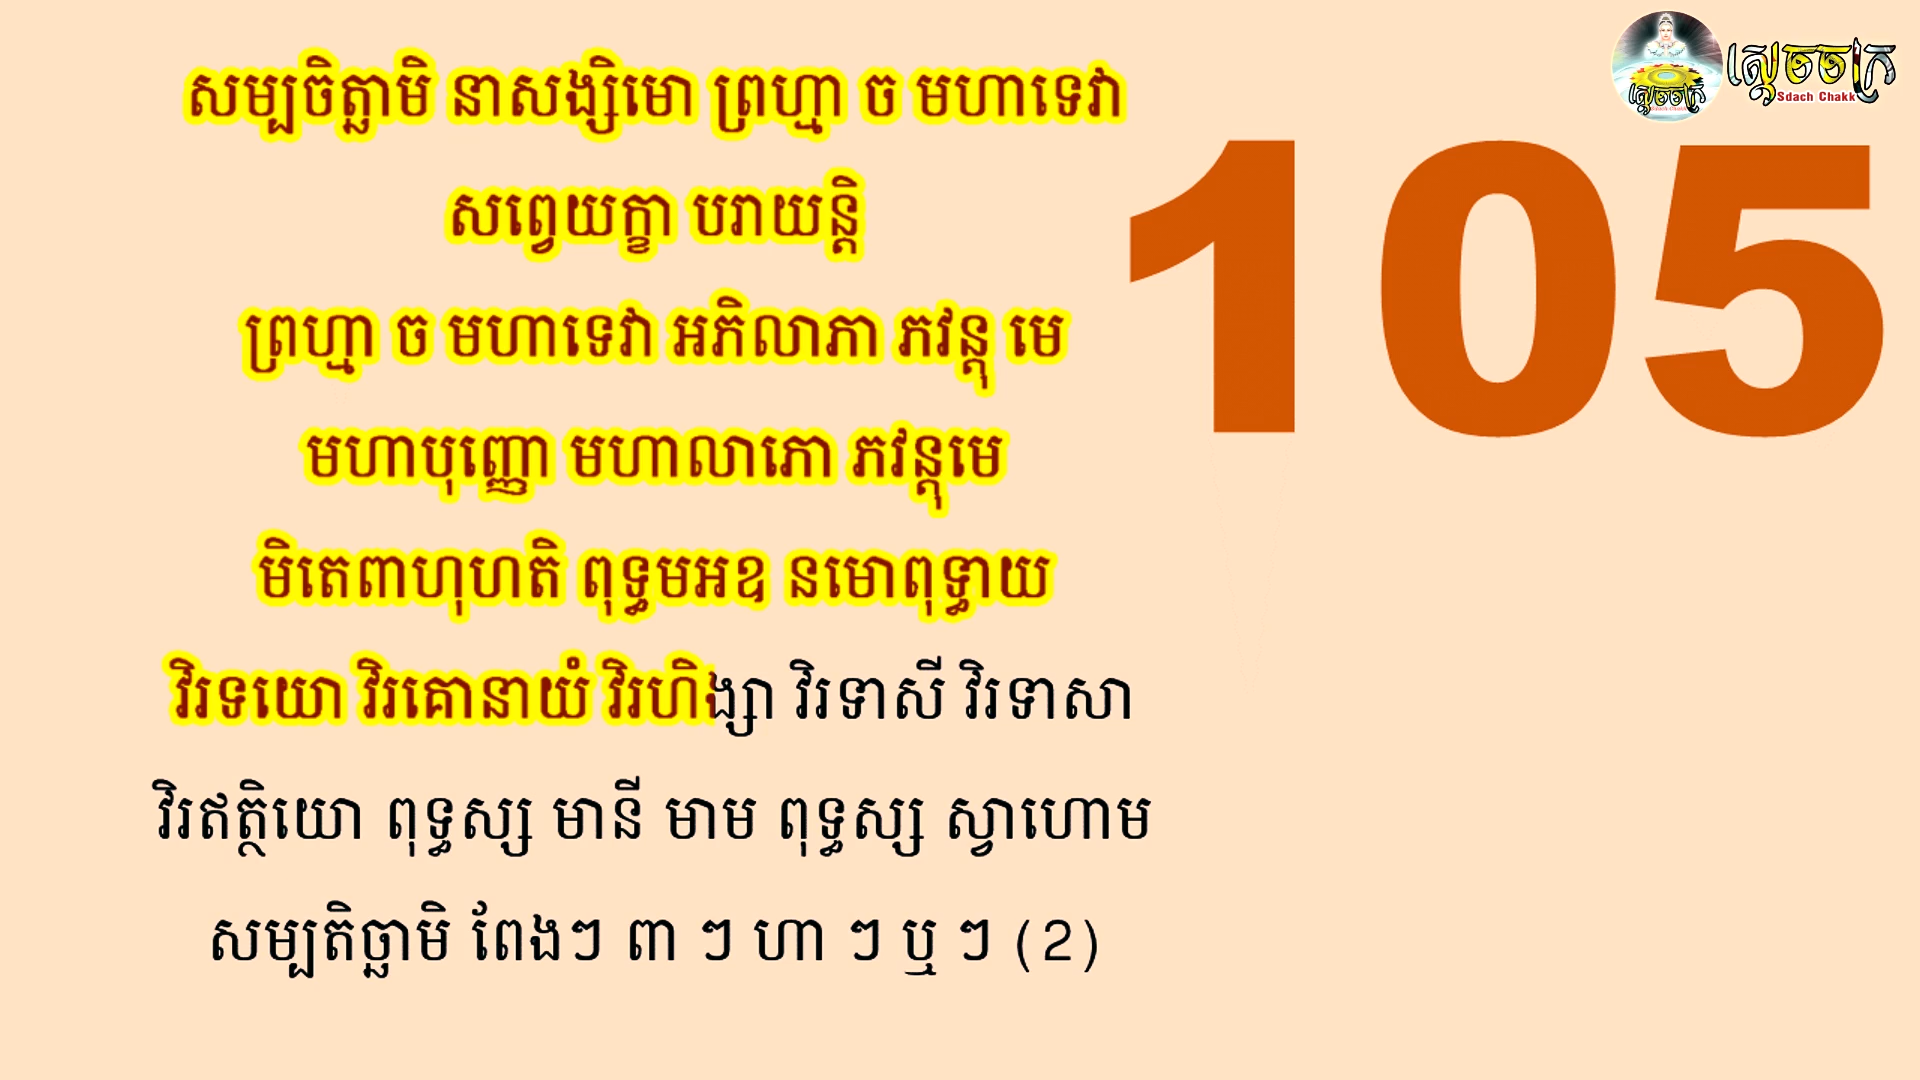 សម្បចិត្ឆាមិ នាសង្សិមោ ព្រហ្មា ច មហាទេវា
សព្វេយក្ខា បរាយន្តិ
ព្រហ្មា ច មហាទេវា អភិលាភា ភវន្តុ មេ
មហាបុញ្ញោ មហាលាភោ ភវន្តុមេ
មិតេពាហុហតិ ពុទ្ធមអឧ នមោពុទ្ធាយ
វិរទយោ វិរគោនាយំ វិរហិង្សា វិរទាសី វិរទាសា
វិរឥត្ថិយោ ពុទ្ធស្ស មានី មាម ពុទ្ធស្ស ស្វាហោម
សម្បតិច្ឆាមិ ពែងៗ ពា ៗ ហា ៗ ឬ ៗ (2)
105
ស្តេចចក្រ
Sdach Chakk
ស្តេចចក្រ